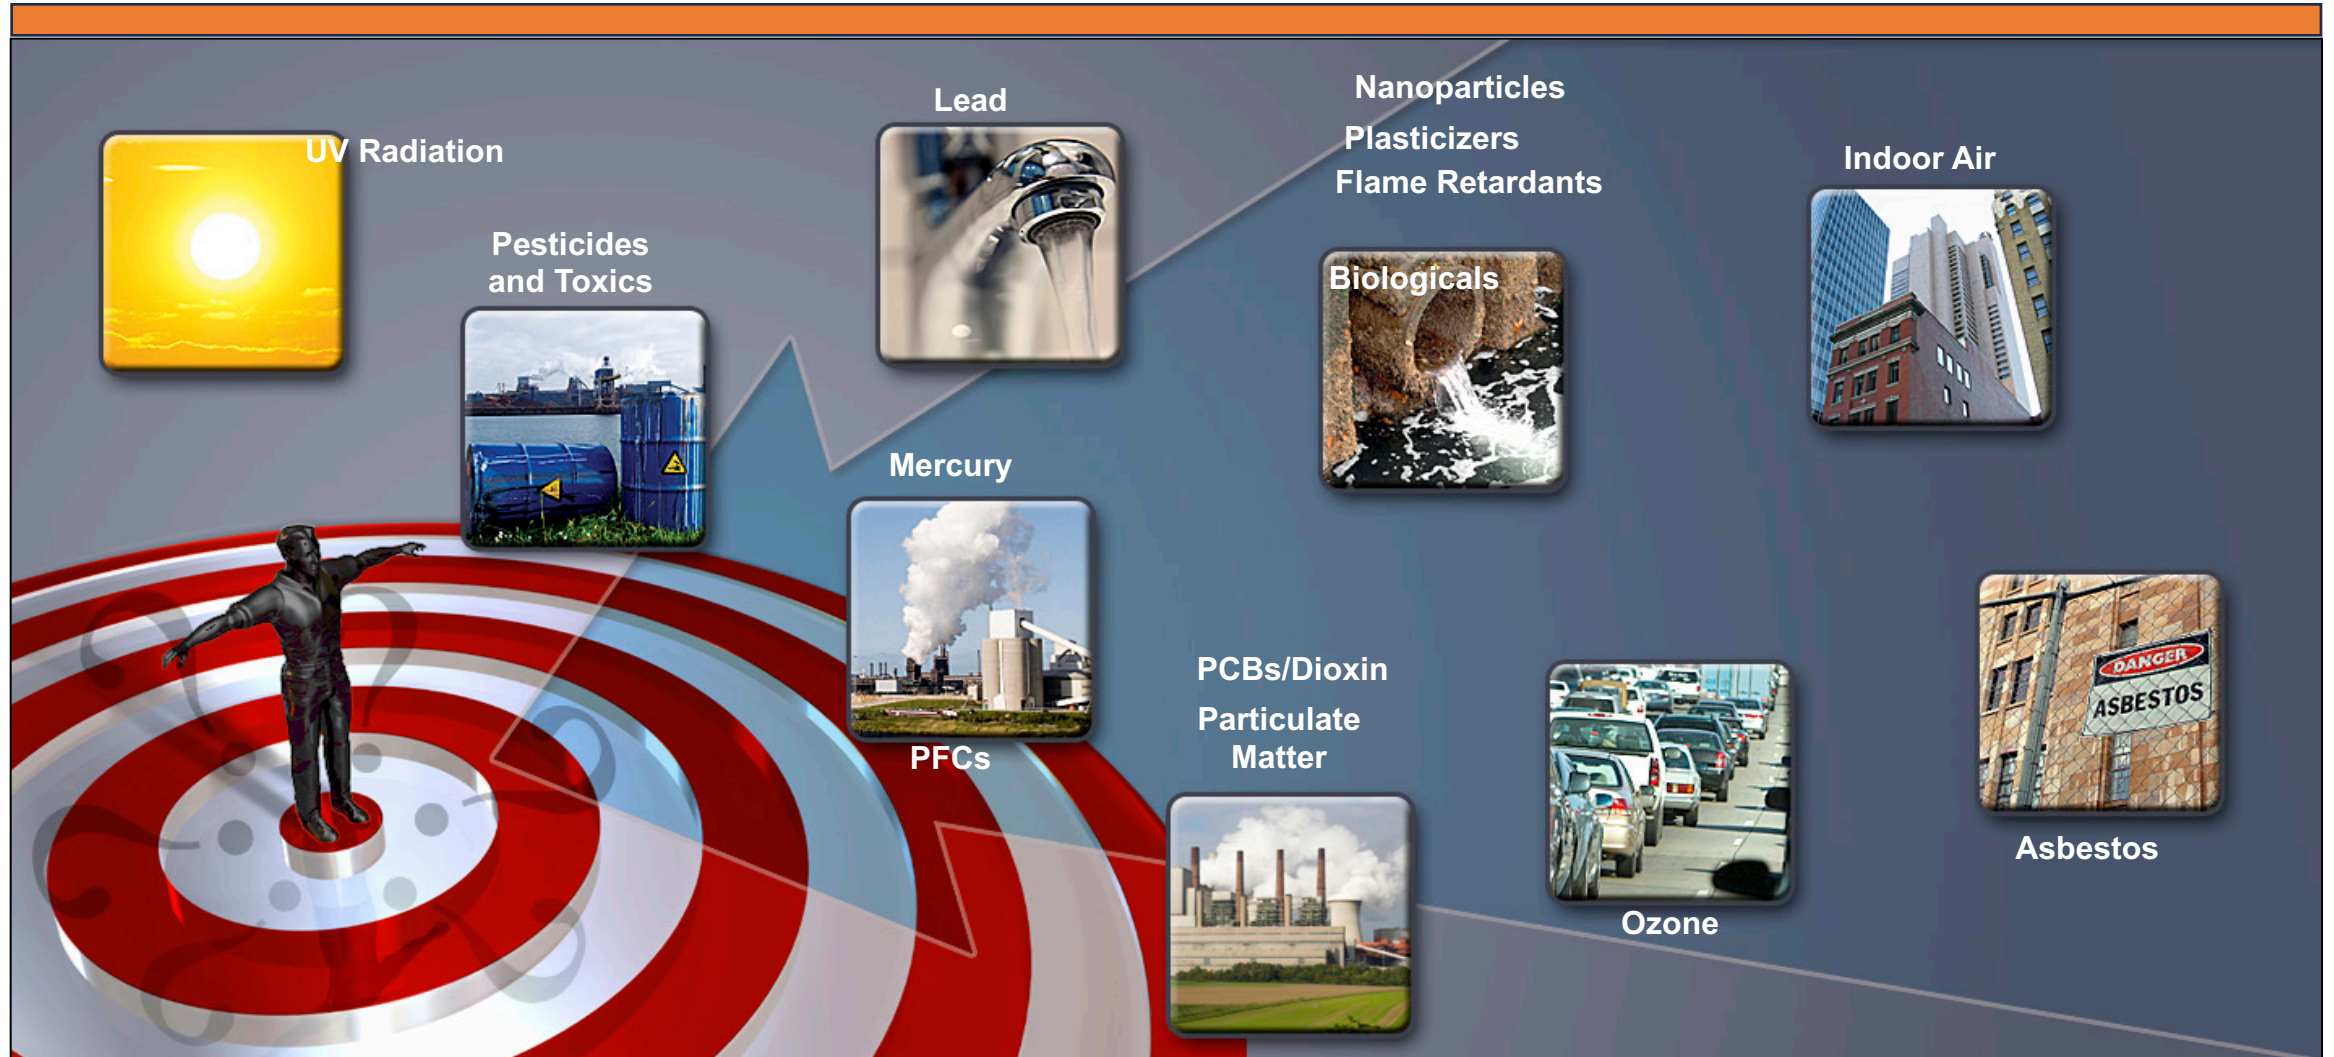 UV Radiation
Pesticides
and Toxics
Lead
Mercury
PFCs
Nanoparticles
Plasticizers
Flame Retardants
Biologicals
Indoor Air
PCBs/Dioxin
Particulate
Matter
Ozone
DANGER
ASBESTOS
Asbestos
?
?
?
?
?
?